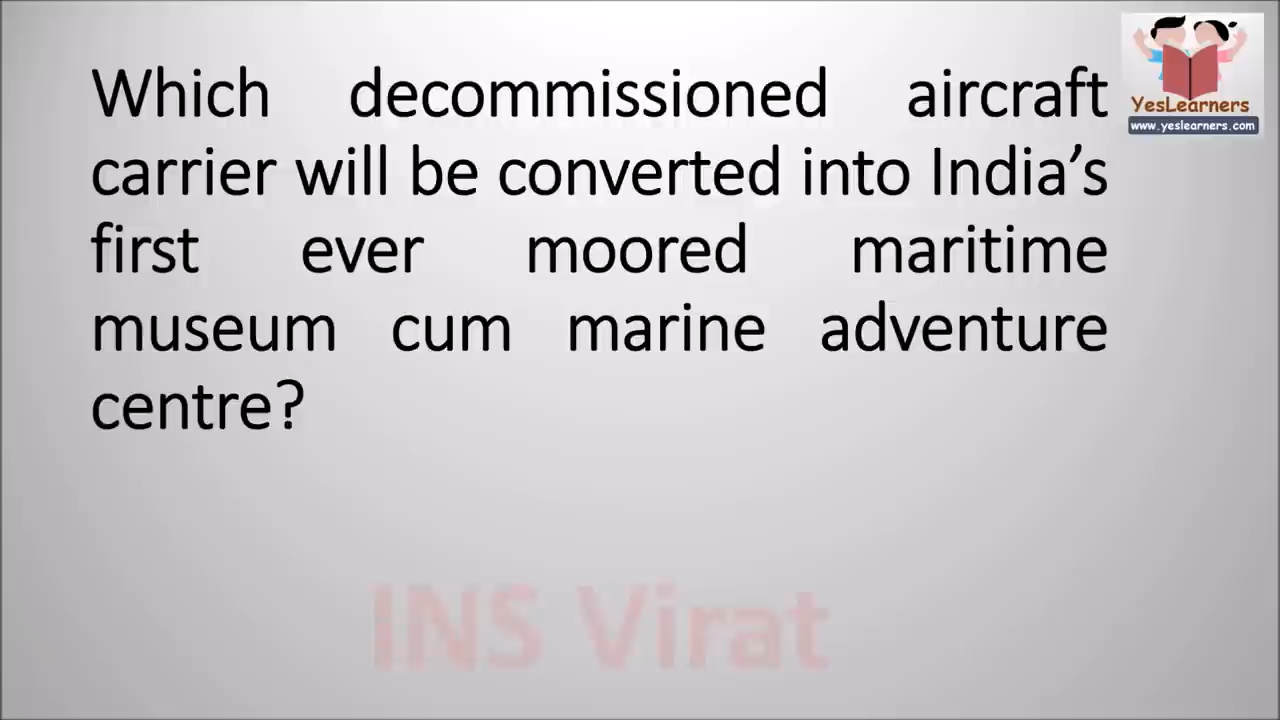 Which decommissioned aircraft
carrier will be converted into India’s
first ever moored maritime
museum cum marine adventure
centre?
YesLearners
www.yeslearners.com
INS Virat